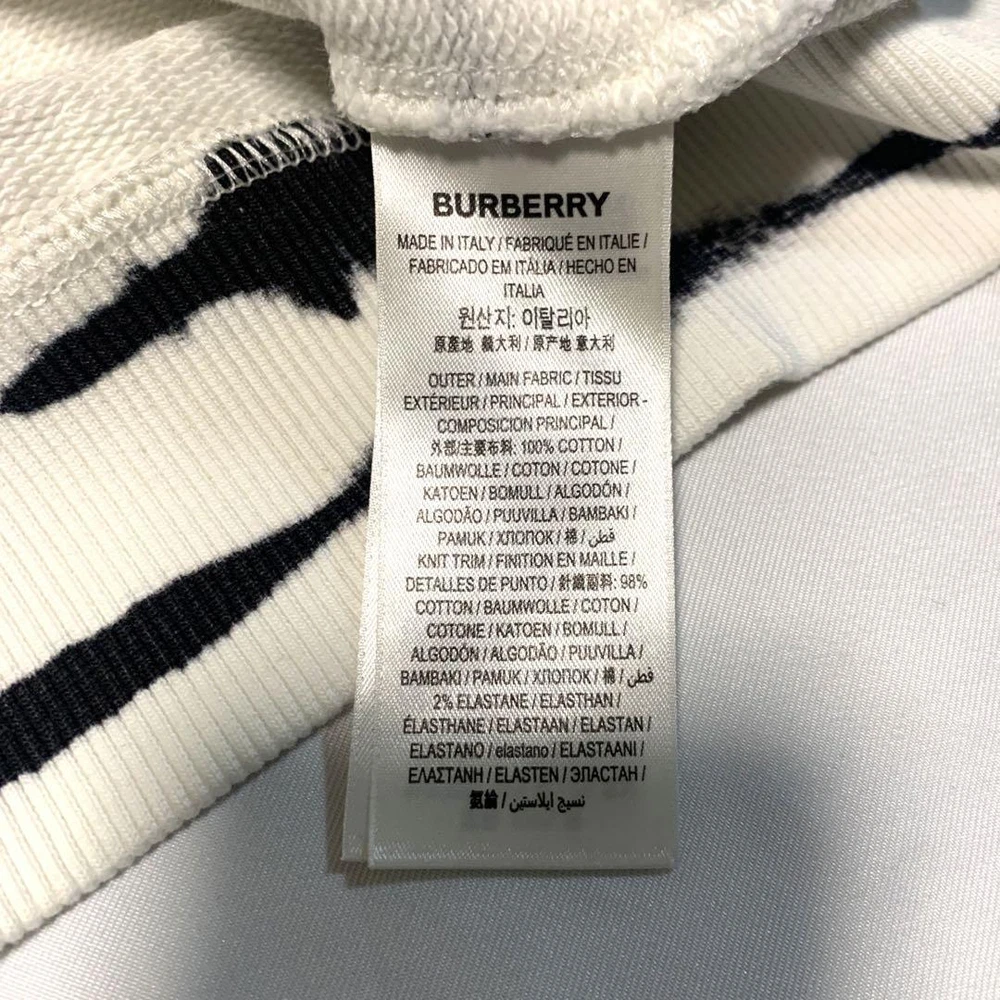 BURBERRY
MADE IN ITALY / FABRIQUÉ EN ITALIE /
FABRICADO EM ITÁLIA / HECHO EN
ITALIA
원산지: 이탈리아
原產地 義大利 / 原产地 意大利
OUTER / MAIN FABRIC / TISSU
EXTÉRIEUR / PRINCIPAL / EXTERIOR -
COMPOSICION PRINCIPAL /
外部/主要布料: 100% COTTON /
BAUMWOLLE / COTON / COTONE /
KATOEN / BOMULL / ALGODÓN /
ALGODÃO / PUUVILLA / BAMBAKI /
PAMUK / ХЛОПОК / 棉 / قطن /
KNIT TRIM / FINITION EN MAILLE /
DETALLES DE PUNTO / 針織副料: 98%
COTTON / BAUMWOLLE / COTON /
COTONE / KATOEN / BOMULL /
ALGODÓN / ALGODÃO / PUUVILLA /
BAMBAKI / PAMUK / ХЛОПОК / 棉 / قطن /
2% ELASTANE / ELASTHAN /
ÉLASTHANE / ELASTAAN / ELASTAN /
ELASTANO / elastano / ELASTAANI /
ΕΛΑΣΤΑΝΗ / ELASTEN / ЭЛАСТАН /
氨綸 / نسيج ايلاستين